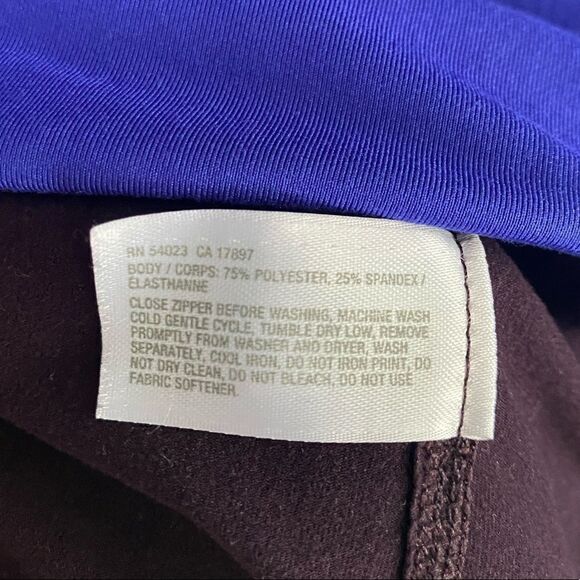 RN 54023 CA 17897
BODY / CORPS: 75% POLYESTER, 25% SPANDEX /
ELASTHANNE
CLOSE ZIPPER BEFORE WASHING, MACHINE WASH
COLD GENTLE CYCLE, TUMBLE DRY LOW, REMOVE
PROMPTLY FROM WASHER AND DRYER, WASH
SEPARATELY, COOL IRON, DO NOT IRON PRINT, DO
NOT DRY CLEAN, DO NOT BLEACH, DO NOT USE
FABRIC SOFTENER.